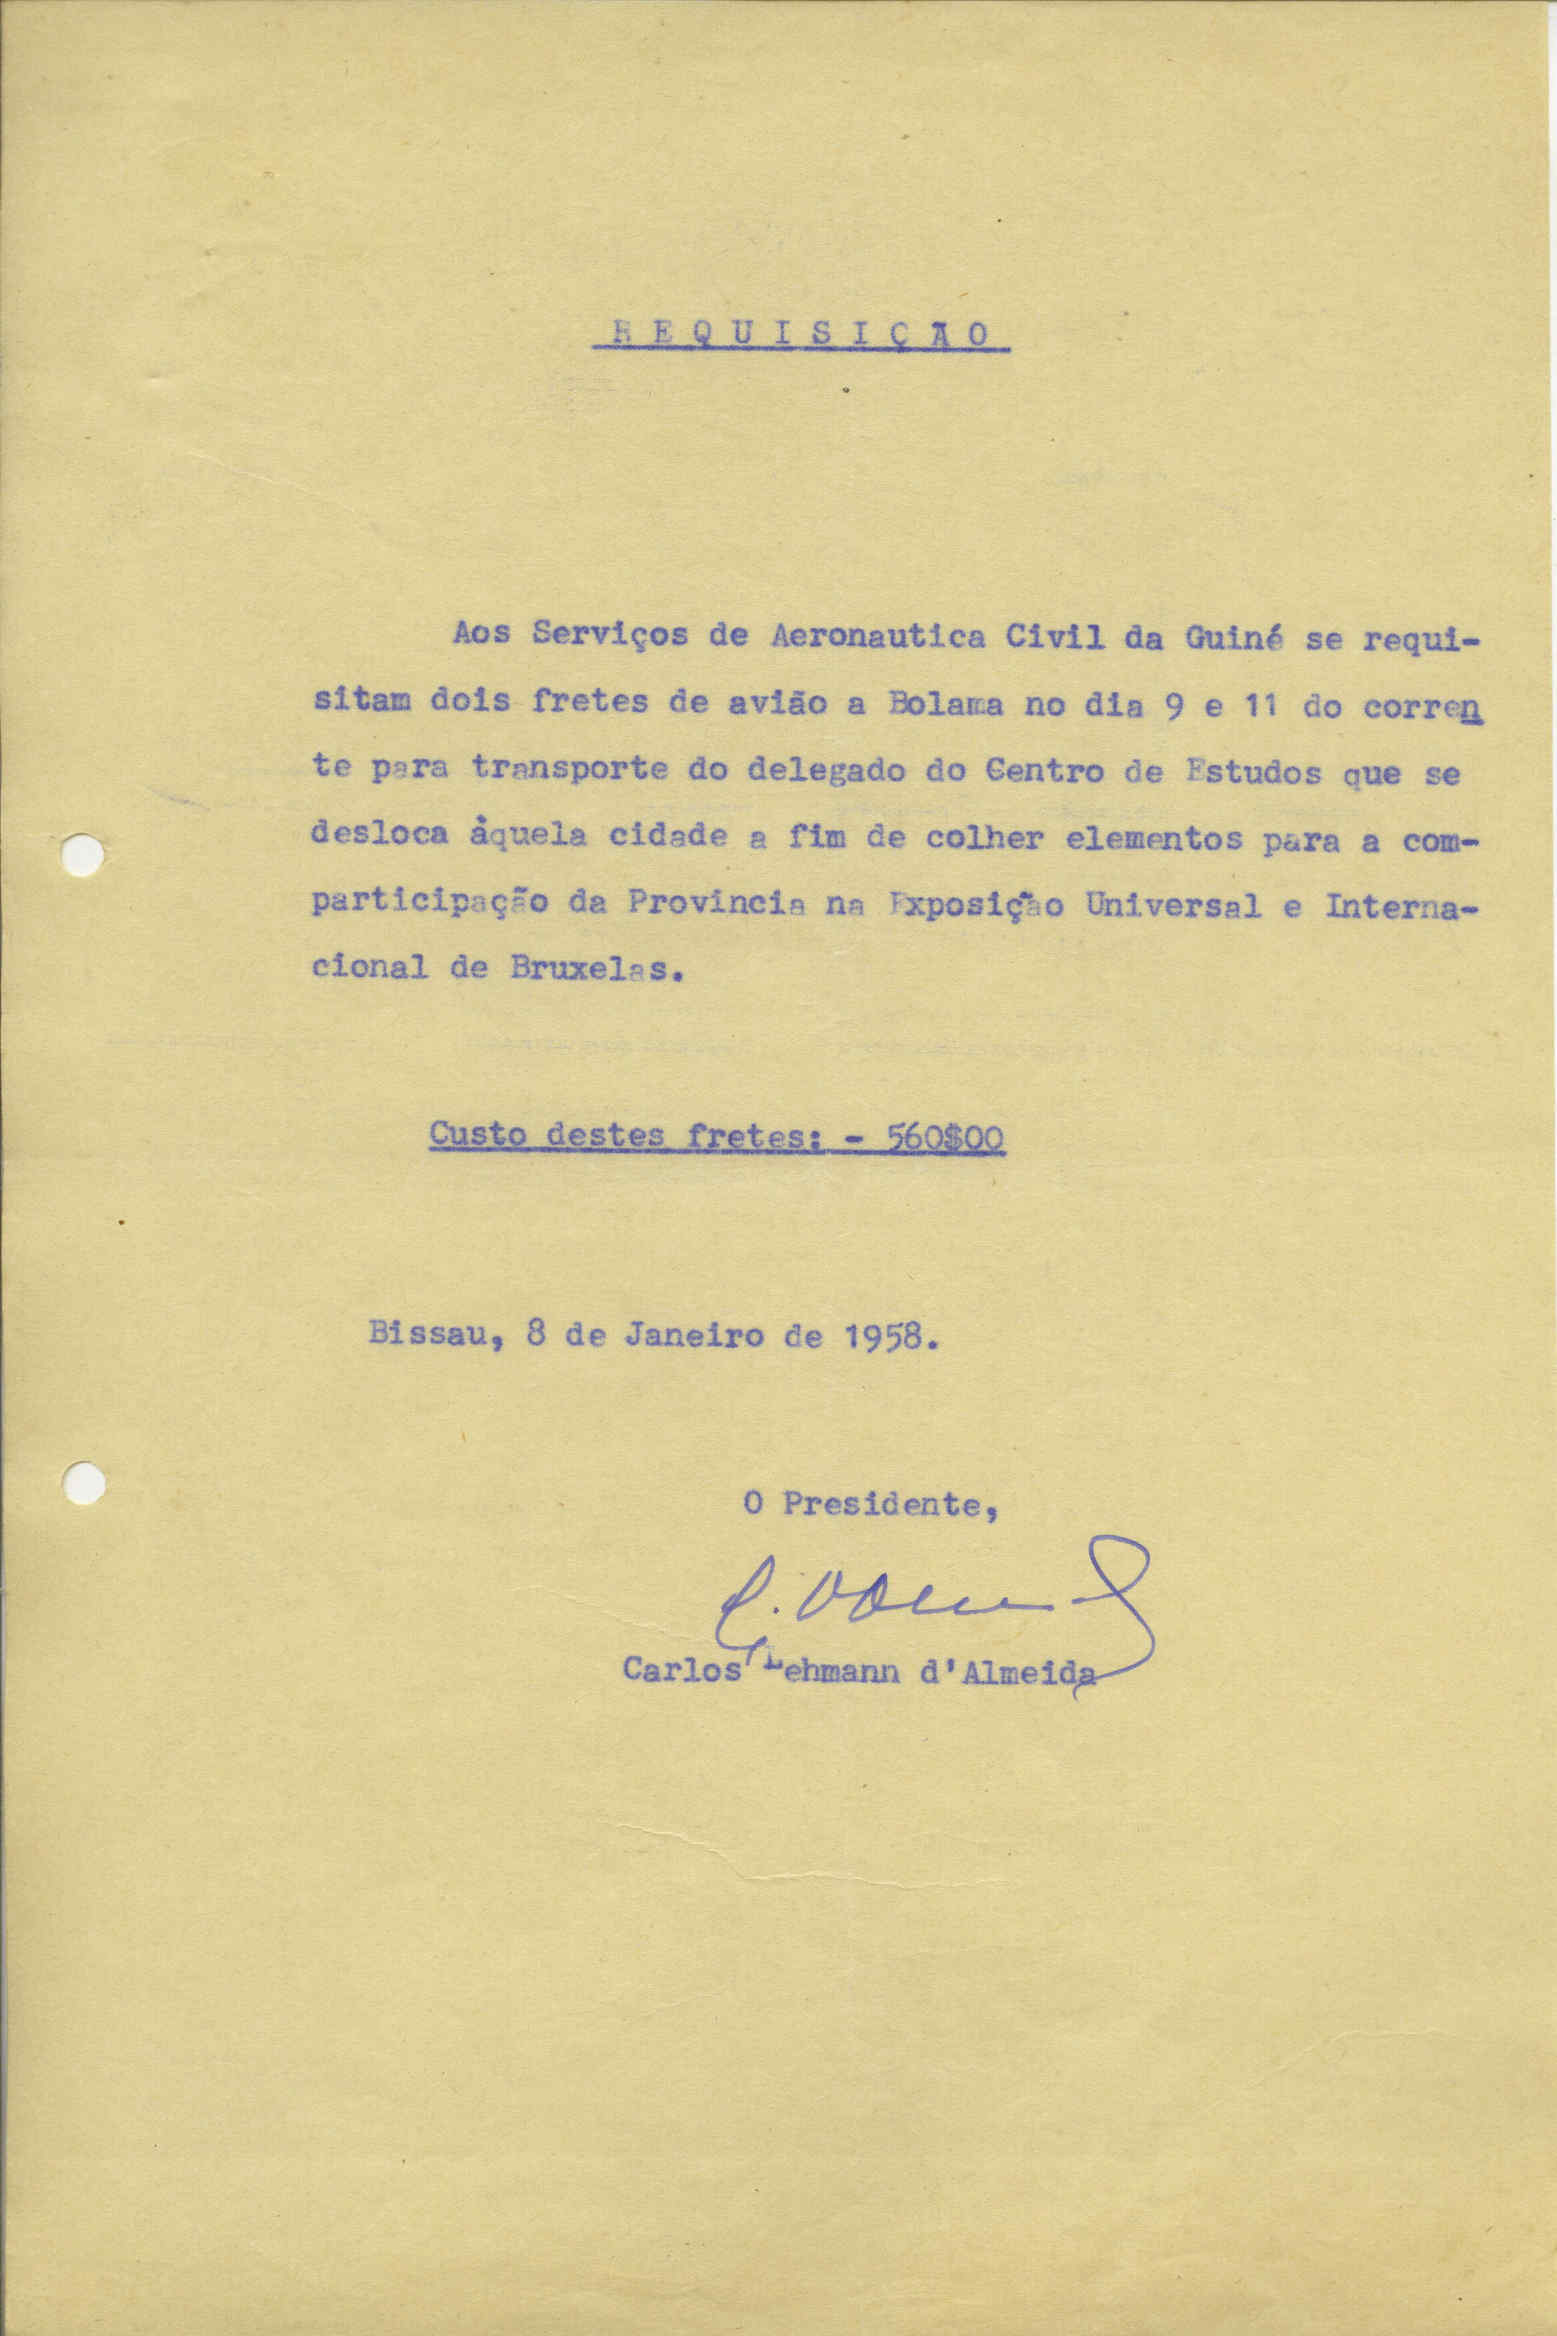 REQUISIÇÃO
Aos Serviços de Aeronautica Civil da Guiné se requi-
sitam dois fretes de avião a Bolama no dia 9 e 11 do corren
te para transporte do delegado do Centro de Estudos que se
desloca àquela cidade a fim de colher elementos para a com-
participação da Província na Exposição Universal e Interna-
cional de Bruxelas.
Custo destes fretes: - 560$00
Bissau, 8 de Janeiro de 1958.
O Presidente,
Carlos Lehmann d'Almeida